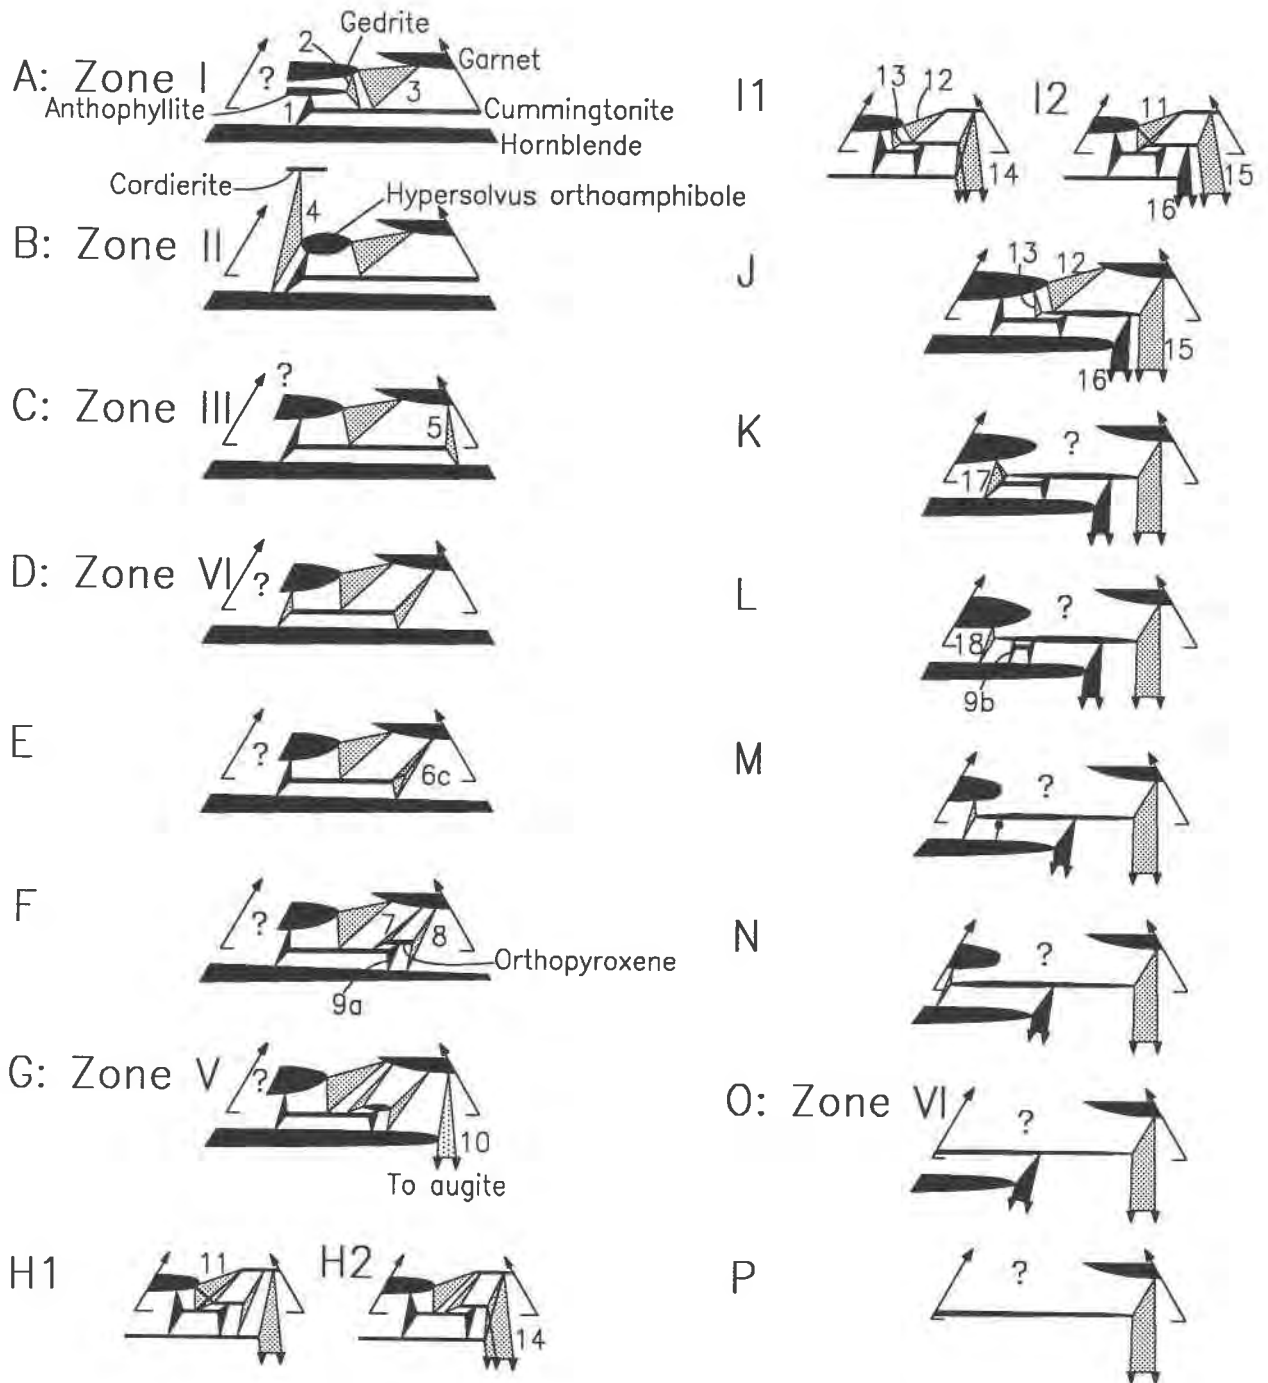 Gedrite
2
A: Zone I
?
Garnet
Anthophyllite
1
3
Cummingtonite
Hornblende
Cordierite
4
Hypersolvus orthoamphibole
B: Zone II
?
C: Zone III
5
D: Zone VI
?
E
?
6c
F
?
7
8
Orthopyroxene
9a
G: Zone V
?
10
To augite
H1
11
H2
14
I1
13
12
14
I2
11
15
16
J
13
12
15
16
K
?
17
L
?
18
9b
M
?
N
?
O: Zone VI
?
P
?